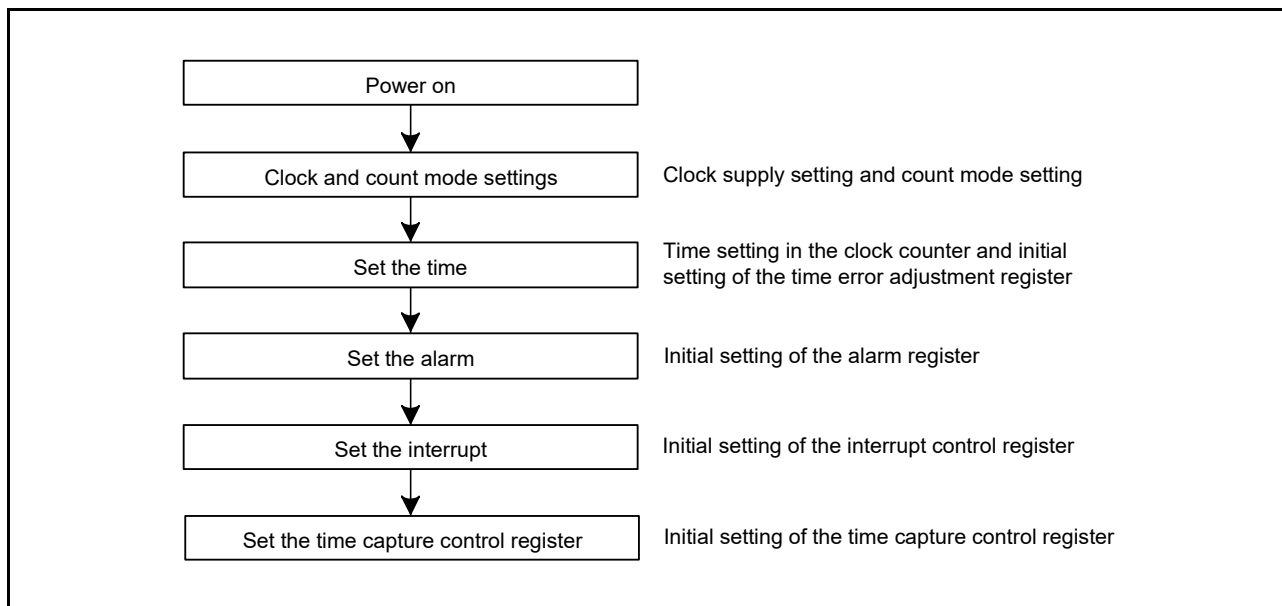 Power on
Clock and count mode settings
Clock supply setting and count mode setting
Set the time
Time setting in the clock counter and initial
setting of the time error adjustment register
Set the alarm
Initial setting of the alarm register
Set the interrupt
Initial setting of the interrupt control register
Set the time capture control register
Initial setting of the time capture control register